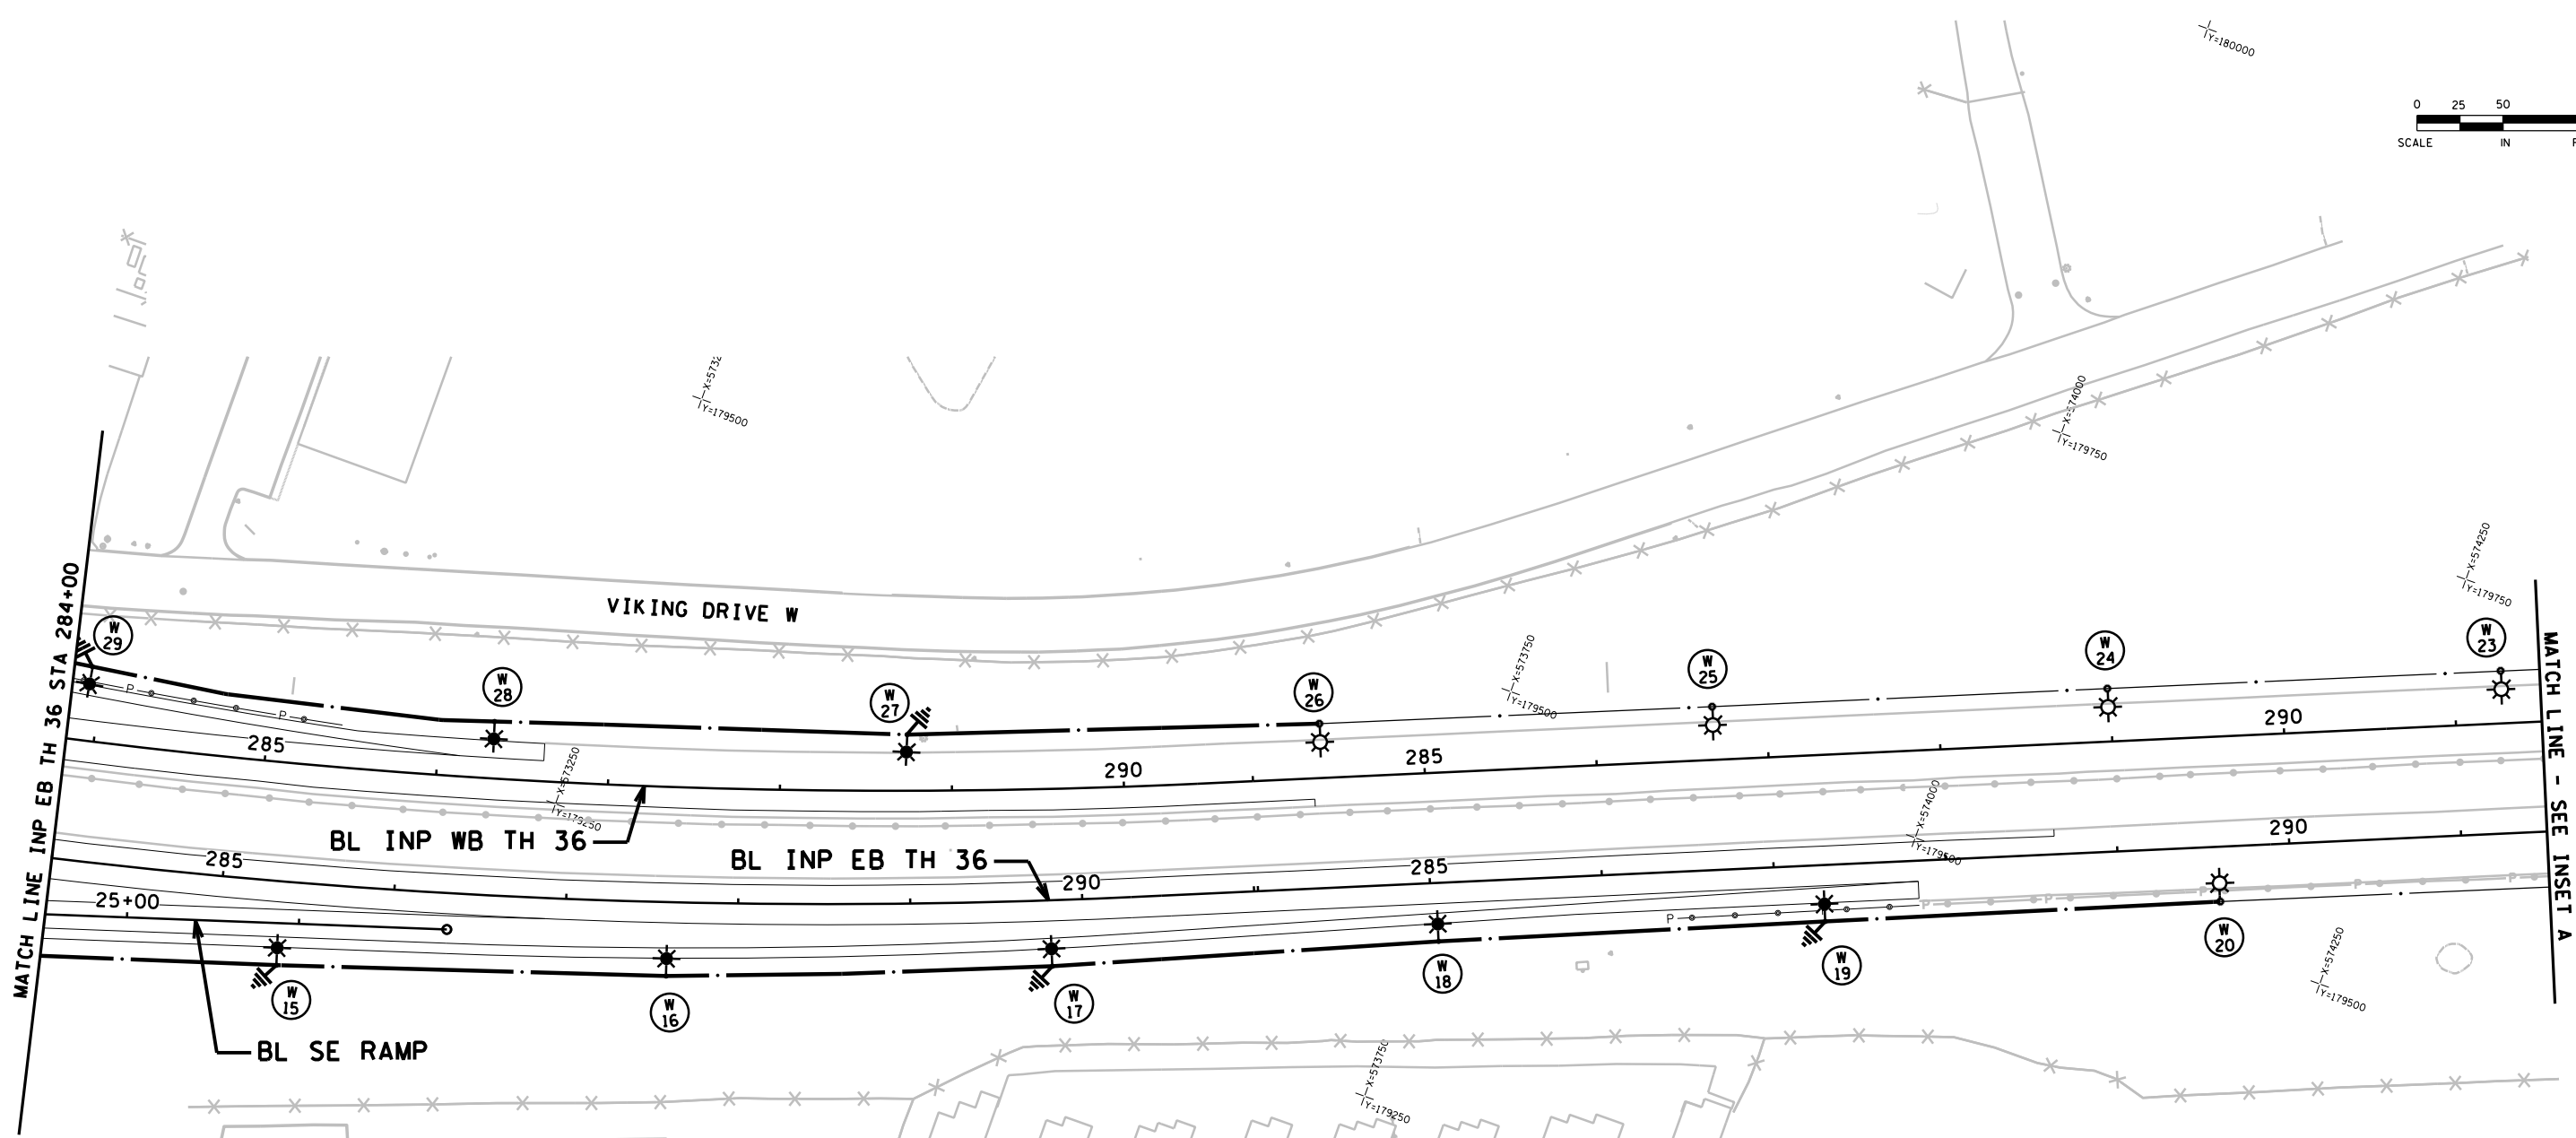 Y=180000
0 25 50
SCALE IN
X=5732
Y=179500
X=574000
Y=179750
X=574250
Y=179750
MATCH LINE INP EB TH 36 STA 284+00
VIKING DRIVE W
W
29
W
28
W
27
W
26
X=573750
Y=179500
W
25
W
24
W
23
MATCH LINE - SEE INSET A
P
P
285
290
285
290
X=573250
Y=179250
BL INP WB TH 36
X=574000
Y=179500
285
BL INP EB TH 36
290
285
290
25+00
P
P
P
P
P
P
W
15
W
16
W
17
W
18
W
19
W
20
X=574250
Y=179500
BL SE RAMP
X=573750
Y=179250